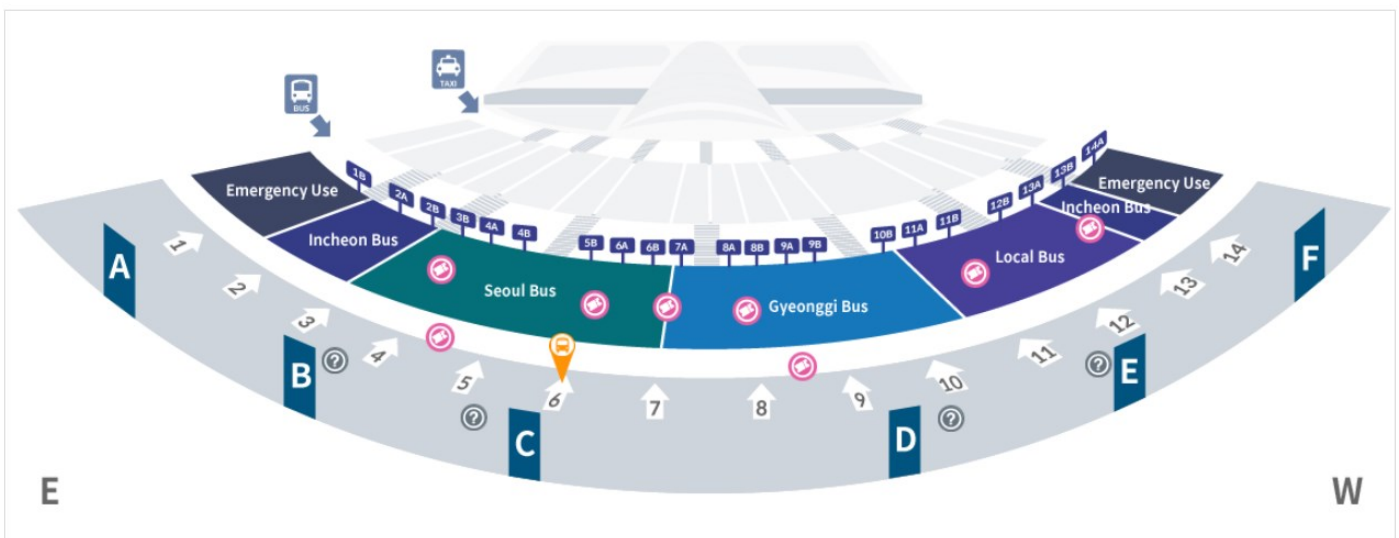 TAXI
BUS
1B
2A
2B
3B
4A
4B
5B
6A
6B
7A
8A
8B
9A
9B
10B
11A
11B
12B
13A
13B
14A
Emergency Use
Incheon Bus
Seoul Bus
Gyeonggi Bus
Local Bus
Incheon Bus
Emergency Use
A
B
C
D
E
F
1
2
3
4
5
6
7
8
9
10
11
12
13
14
?
?
?
?
E
W